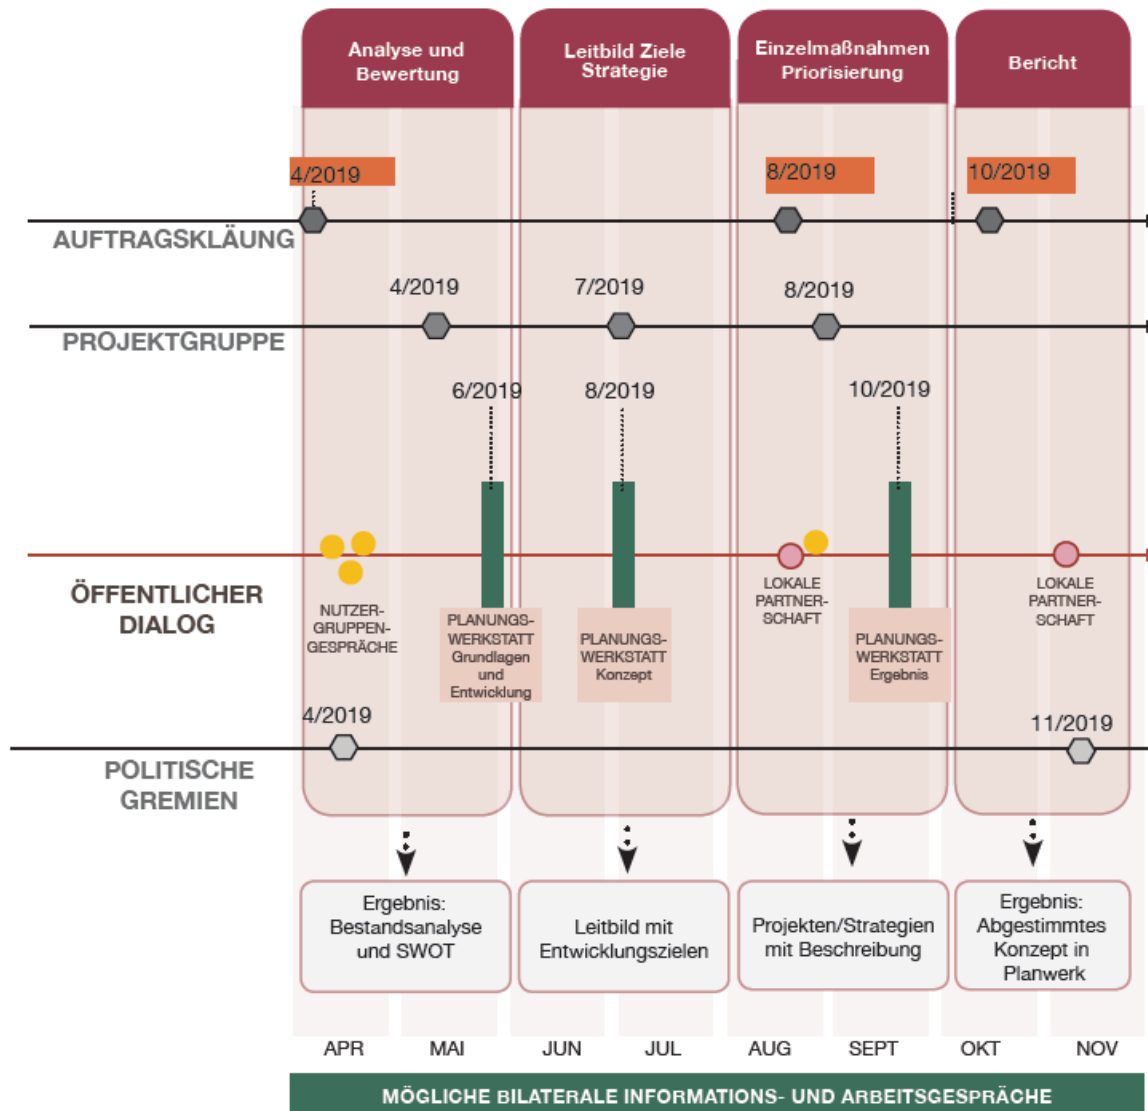 Analyse und
Bewertung
Leitbild Ziele
Strategie
Einzelmaßnahmen
Priorisierung
Bericht
4/2019
8/2019
10/2019
AUFTRAGSKLÄUNG
4/2019
7/2019
8/2019
PROJEKTGRUPPE
6/2019
8/2019
10/2019
ÖFFENTLICHER
DIALOG
NUTZER-
GRUPPEN-
GESPRÄCHE
PLANUNGS-
WERKSTATT
Grundlagen
und
Entwicklung
PLANUNGS-
WERKSTATT
Konzept
LOKALE
PARTNER-
SCHAFT
PLANUNGS-
WERKSTATT
Ergebnis
LOKALE
PARTNER-
SCHAFT
4/2019
11/2019
POLITISCHE
GREMIEN
Ergebnis:
Bestandsanalyse
und SWOT
Leitbild mit
Entwicklungszielen
Projekten/Strategien
mit Beschreibung
Ergebnis:
Abgestimmtes
Konzept in
Planwerk
APR MAI JUN JUL AUG SEPT OKT NOV
MÖGLICHE BILATERALE INFORMATIONS- UND ARBEITSGESPRÄCHE